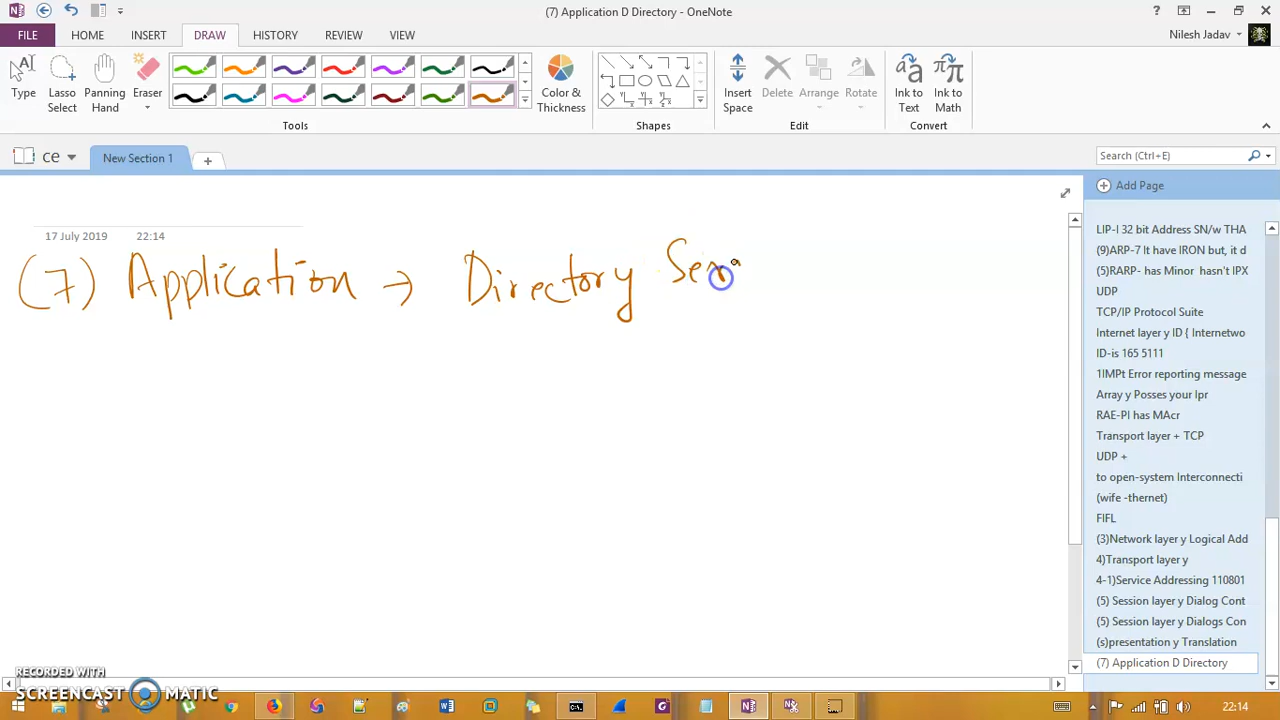 (7) Application D Directory - OneNote
?
FILE
HOME
INSERT
DRAW
HISTORY
REVIEW
VIEW
Nilesh Jadav
Type
Lasso
Select
Panning
Hand
Eraser
Color &
Thickness
Insert
Space
Delete
Arrange
Rotate
Ink to
Text
Ink to
Math
Tools
Shapes
Edit
Convert
ce
New Section 1
Search (Ctrl+E)
Add Page
17 July 2019 22:14
(7) Application → Directory Ser
LIP-I 32 bit Address SN/w THA
(9)ARP-7 It have IRON but, it d
(5)RARP- has Minor hasn't IPX
UDP
TCP/IP Protocol Suite
Internet layer y ID { Internetwo
ID-is 165 5111
1IMPt Error reporting message
Array y Posses your Ipr
RAE-PI has MAcr
Transport layer + TCP
UDP +
to open-system Interconnecti
(wife -thernet)
FIFL
(3)Network layer y Logical Add
4)Transport layer y
4-1)Service Addressing 110801
(5) Session layer y Dialog Cont
(5) Session layer y Dialogs Con
(s)presentation y Translation
(7) Application D Directory
RECORDED WITH
SCREENCAST MATIC
22:14